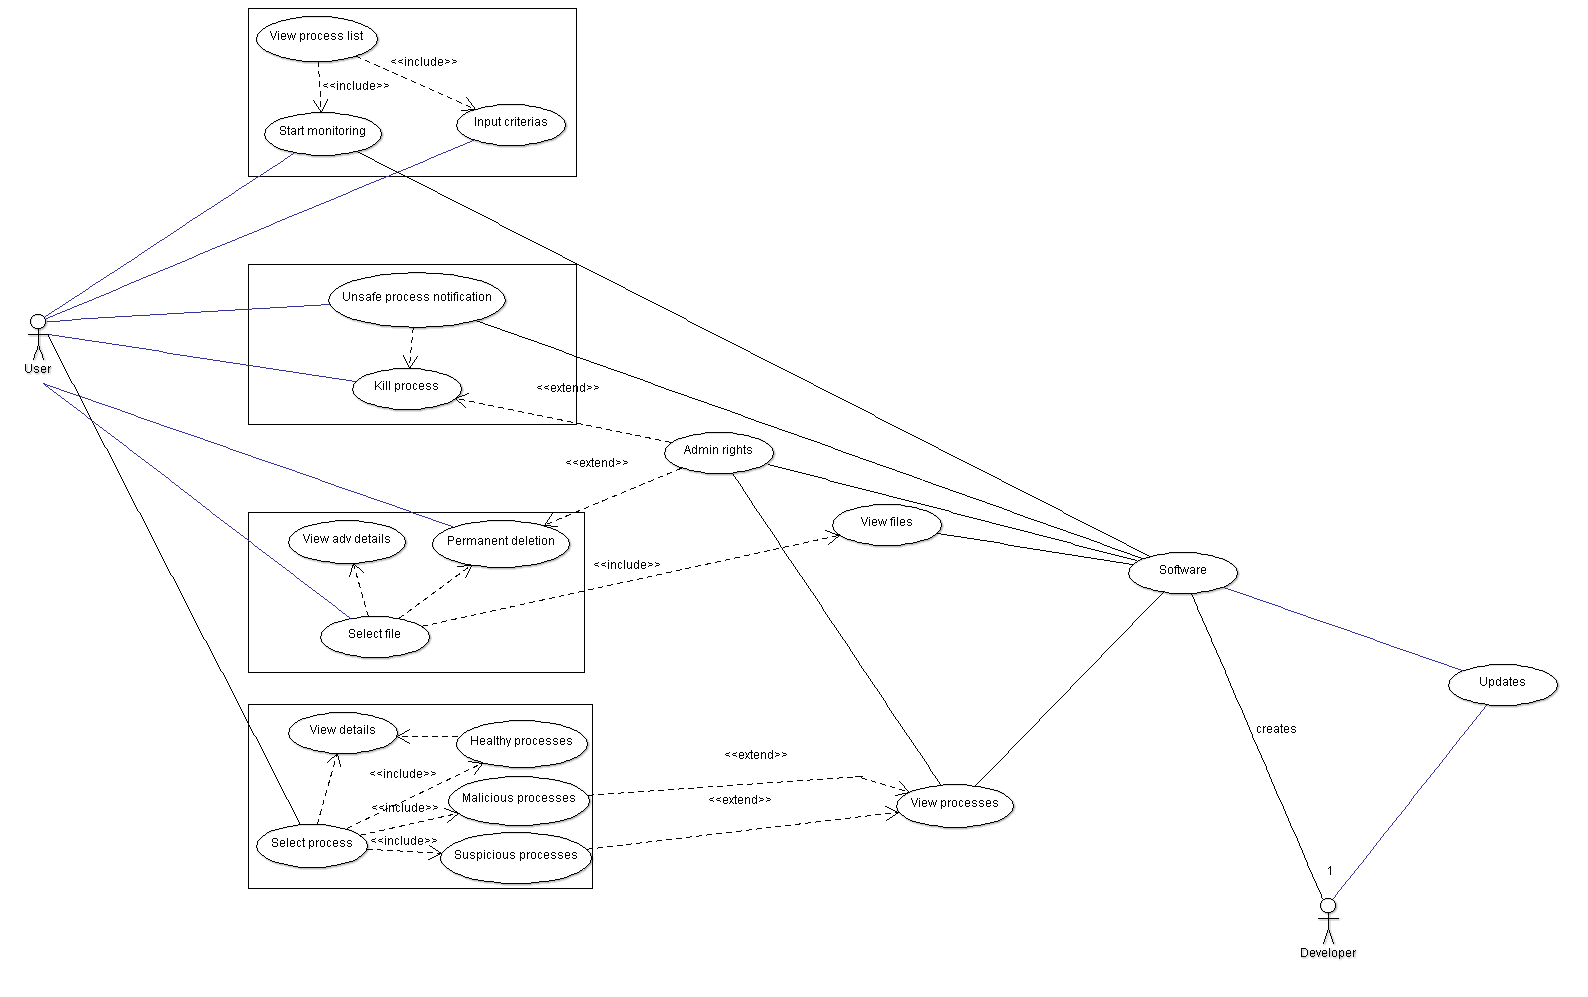 View process list
<<include>>
<<include>>
Input criterias
Start monitoring
Unsafe process notification
User
Kill process
<<extend>>
Admin rights
<<extend>>
View files
View adv details
Permanent deletion
<<include>>
Software
Select file
Updates
View details
Healthy processes
creates
<<extend>>
<<include>>
Malicious processes
<<extend>>
View processes
<<include>>
<<include>>
Select process
Suspicious processes
1
Developer